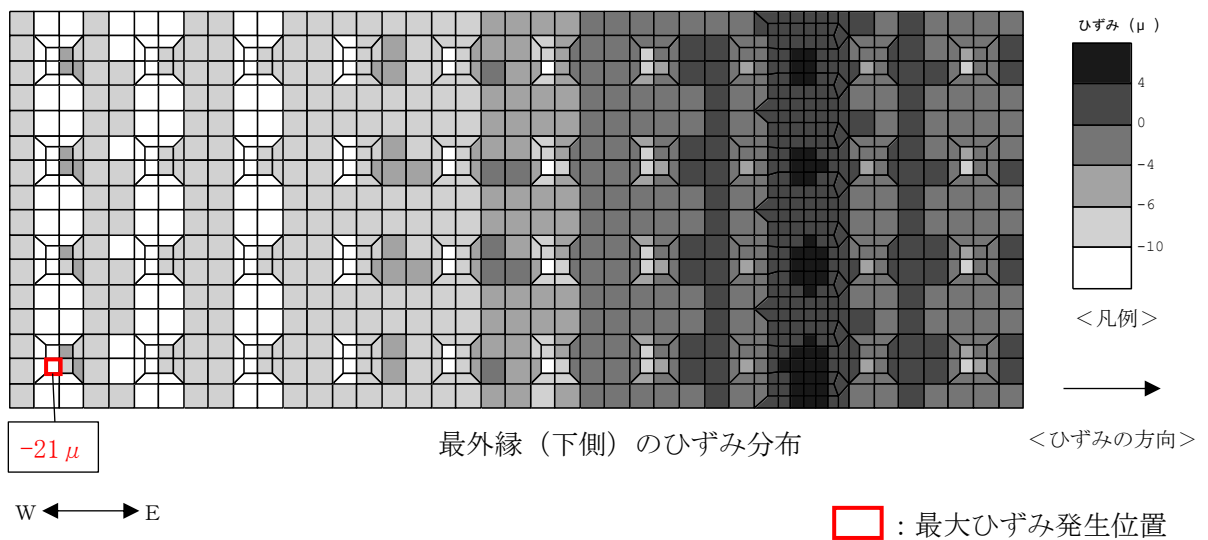 ひずみ（μ ）
4
0
-4
-6
-10
＜凡例＞
＜ひずみの方向＞
-21μ
最外縁（下側）のひずみ分布
W E
：最大ひずみ発生位置